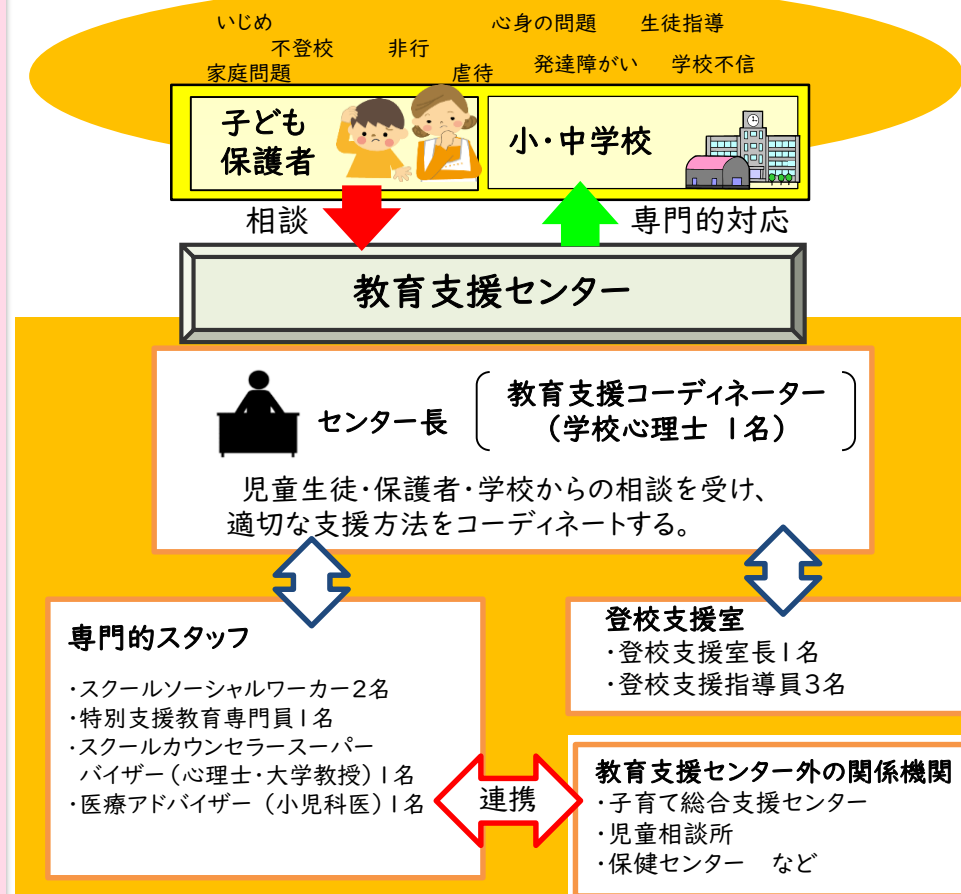 いじめ
心身の問題
生徒指導
不登校
非行
家庭問題
虐待
発達障がい
学校不信
子ども
保護者
小・中学校
相談
専門的対応
教育支援センター
センター長
教育支援コーディネーター
(学校心理士 1名)
児童生徒・保護者・学校からの相談を受け、
適切な支援方法をコーディネートする。
専門的スタッフ
・スクールソーシャルワーカー2名
・特別支援教育専門員1名
・スクールカウンセラースーパー
バイザー(心理士・大学教授)1名
・医療アドバイザー (小児科医)1名
登校支援室
・登校支援室長1名
・登校支援指導員3名
連携
教育支援センター外の関係機関
・子育て総合支援センター
・児童相談所
・保健センター など